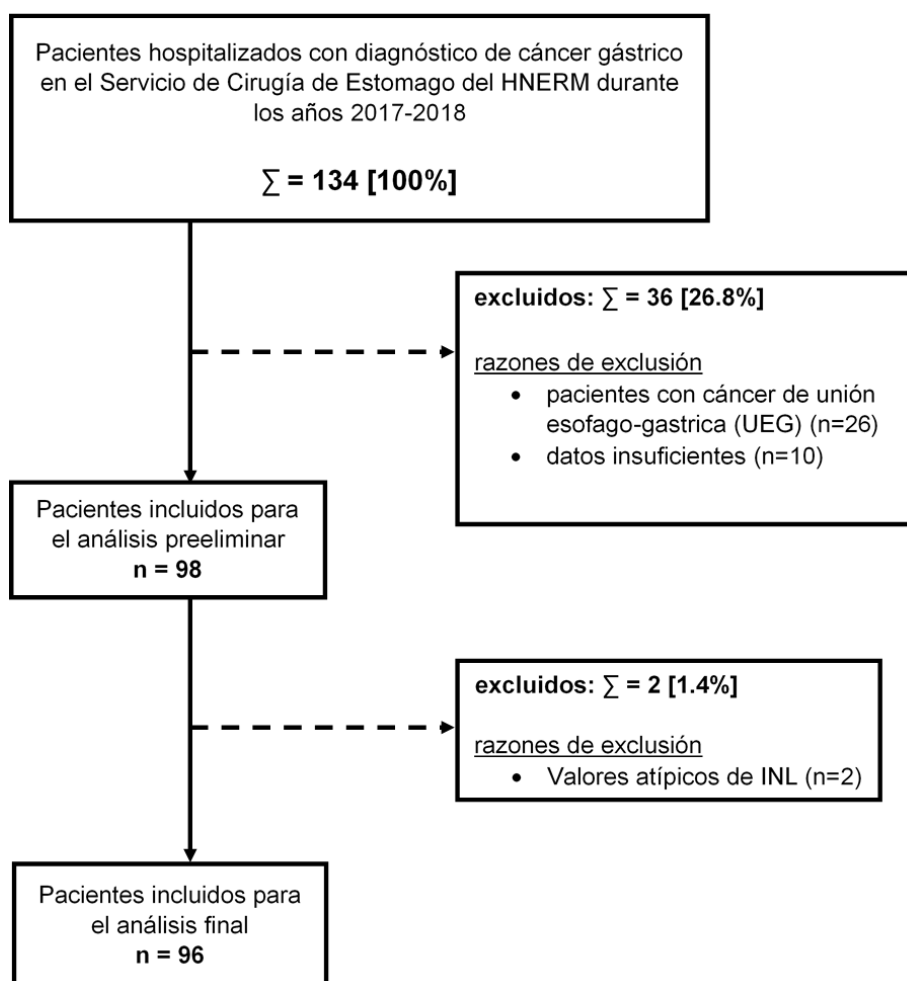 Pacientes hospitalizados con diagnóstico de cáncer gástrico
en el Servicio de Cirugía de Estomago del HNERM durante
los años 2017-2018
∑ = 134 [100%]
excluidos: ∑ = 36 [26.8%]
razones de exclusión
• pacientes con cáncer de unión
esofago-gastrica (UEG) (n=26)
• datos insuficientes (n=10)
Pacientes incluidos para
el análisis preeliminar
n = 98
excluidos: ∑ = 2 [1.4%]
razones de exclusión
• Valores atípicos de INL (n=2)
Pacientes incluidos para
el análisis final
n = 96